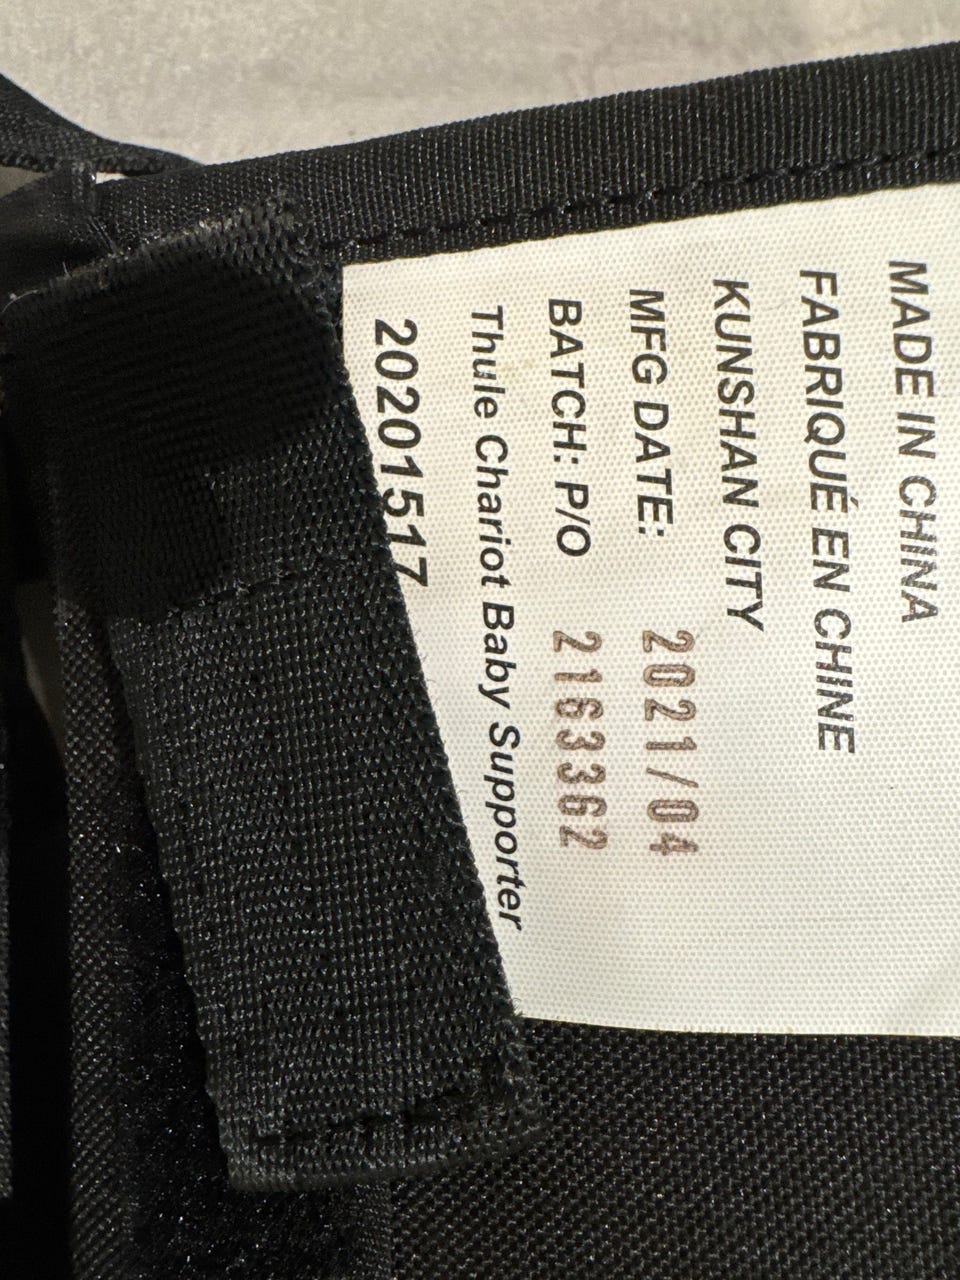 MADE IN CHINA
FABRIQUÉ EN CHINE
KUNSHAN CITY
MFG DATE: 2021/04
BATCH: P/O 2163362
Thule Chariot Baby Supporter
20201517